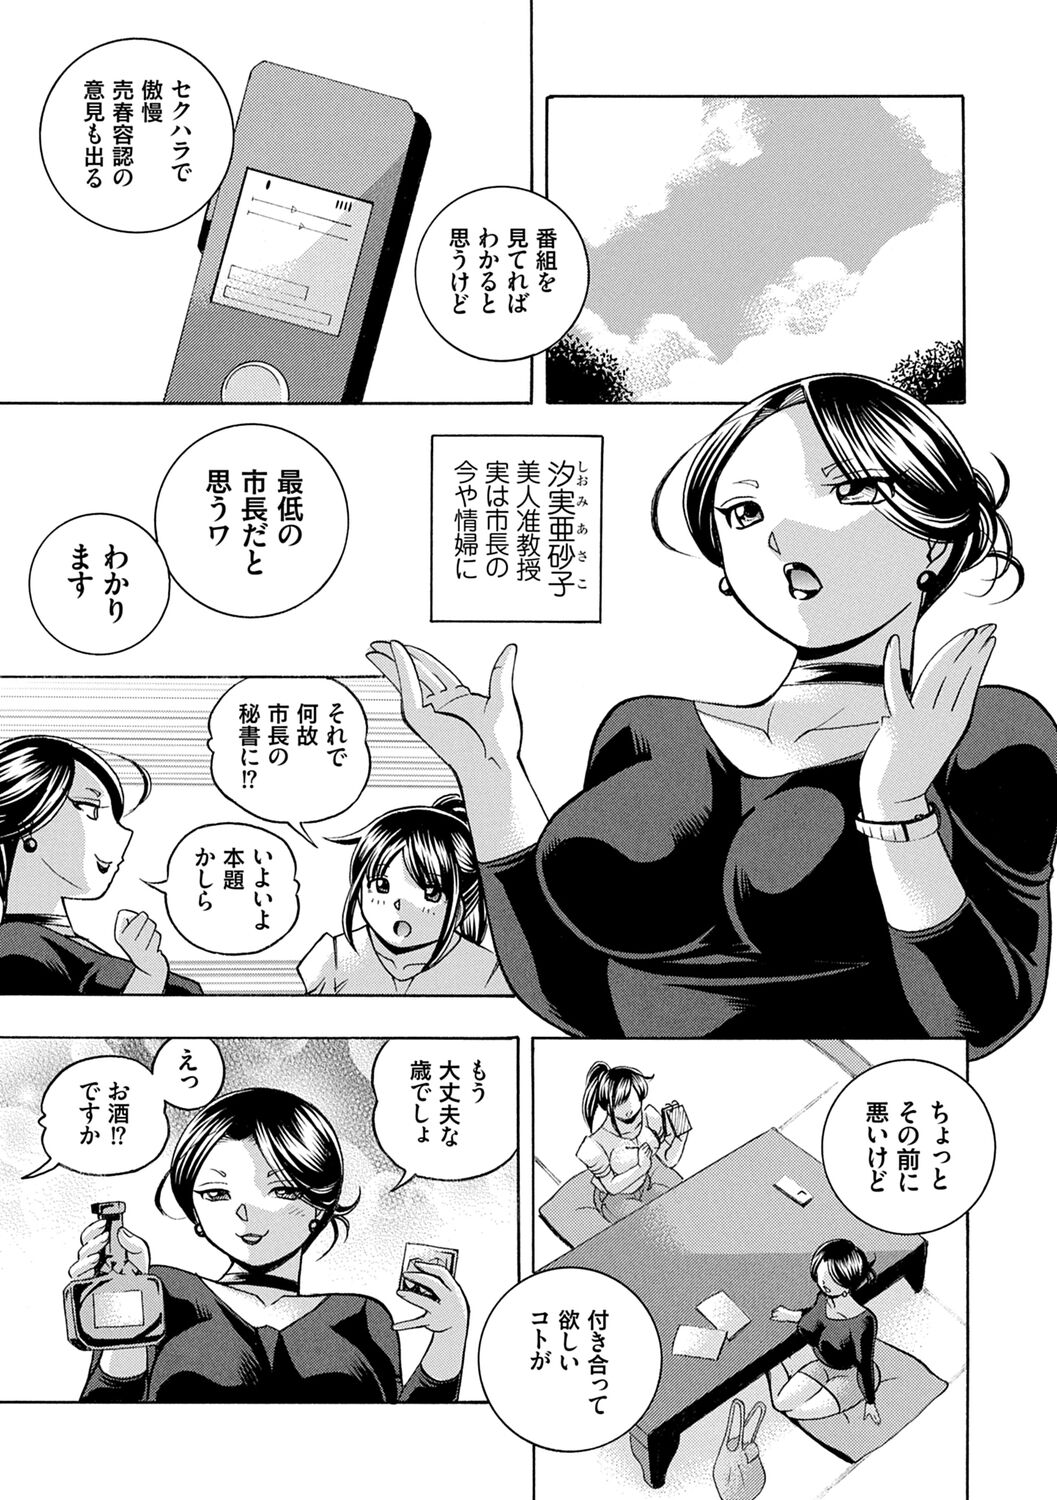 番組を
見てれば
わかると
思うけど
セクハラで
傲慢
売春容認の
意見も出る
汐実亜砂子
しおみあさこ
美人准教授
実は市長の
今や情婦に
最低の
市長だと
思うワ
わかり
ます
それで
何故
市長の
秘書に!?
いよいよ
本題
かしら
ちょっと
その前に
悪いけど
付き合って
欲しい
コトが
もう
大丈夫な
歳でしょ
えっ
お酒!?
ですか